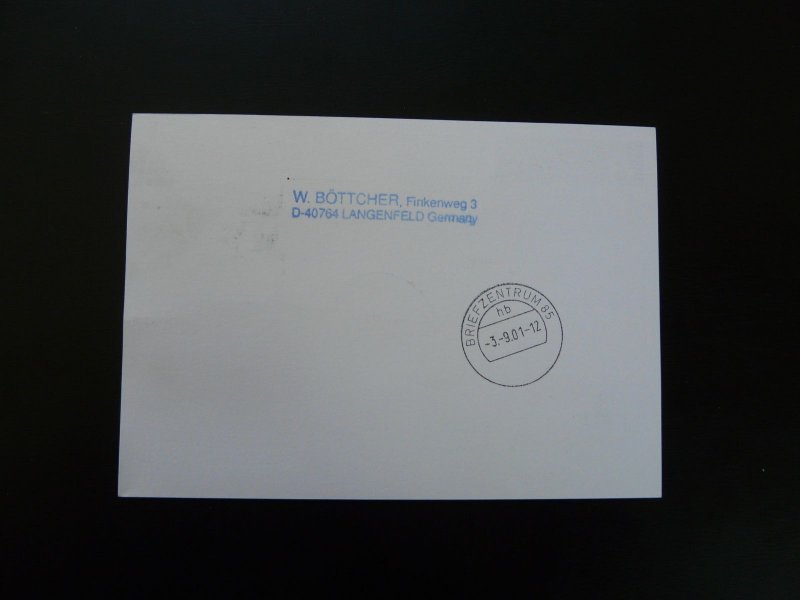 W. BÖTTCHER, Finkenweg 3
D-40764 LANGENFELD Germany
BRIEFZENTRUM 85
hb
-3.-9.01-12